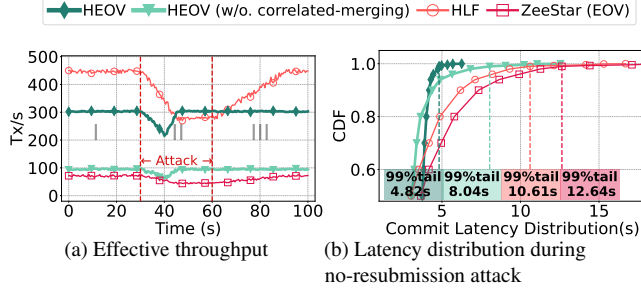 HEOV HEOV (w/o. correlated-merging) HLF ZeeStar (EOV)
Tx/s
500
400
300
200
100
0
I II III
Attack
0 20 40 60 80 100
Time (s)
(a) Effective throughput
CDF
1.0
0.8
0.6
99%tail 99%tail 99%tail 99%tail
4.82s 8.04s 10.61s 12.64s
5 10 15
Commit Latency Distribution(s)
(b) Latency distribution during
no-resubmission attack